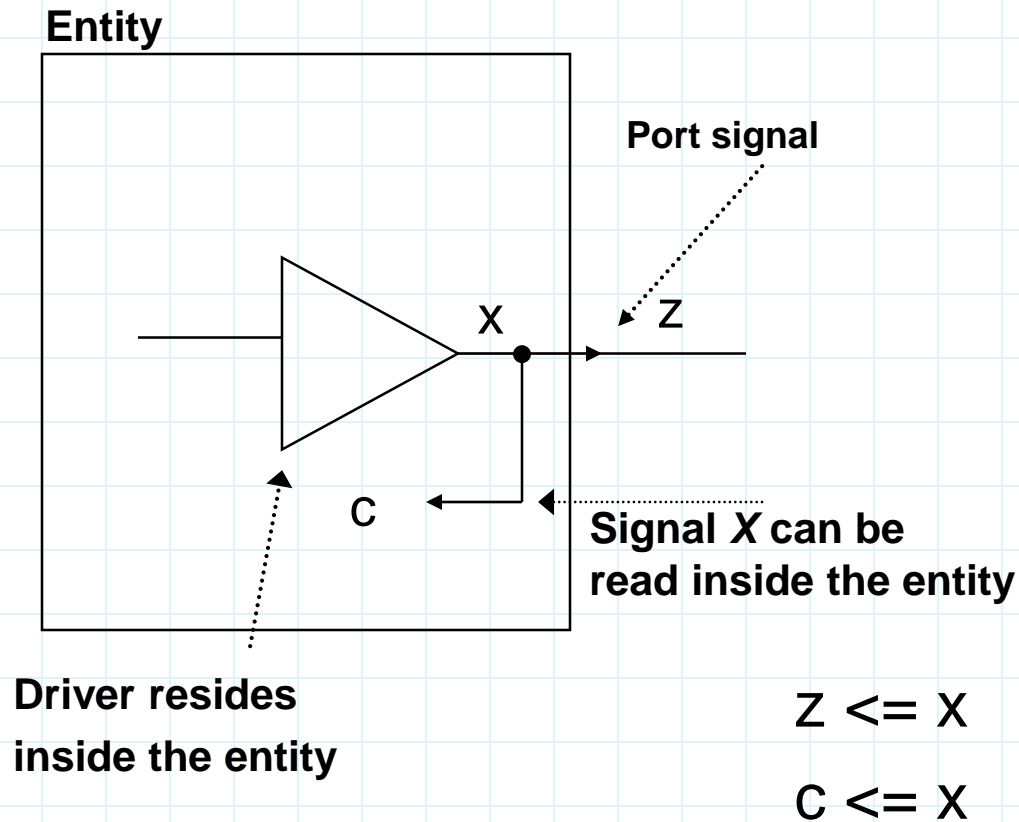 Entity
Port signal
x
z
c
Signal X can be
read inside the entity
Driver resides
inside the entity
z <= x
c <= x